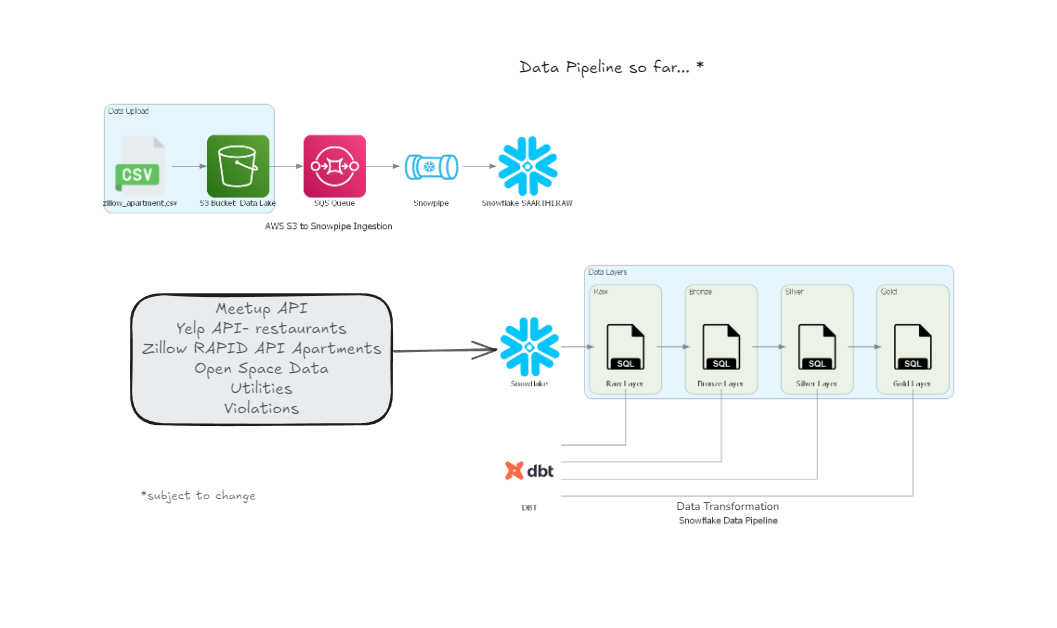 Data Pipeline so far... *
Data Upload
CSV
zillow_apartment.csv
S3 Bucket- Data Lake
SQS Queue
Snowpipe
Snowflake SAARTHI.RAW
AWS S3 to Snowpipe Ingestion
Meetup API
Yelp API- restaurants
Zillow RAPID API Apartments
Open Space Data
Utilities
Violations
Snowflake
Data Layers
Raw
Bronze
Silver
Gold
SQL
SQL
SQL
SQL
Raw Layer
Bronze Layer
Silver Layer
Gold Layer
dbt
DBT
*subject to change
Data Transformation
Snowflake Data Pipeline